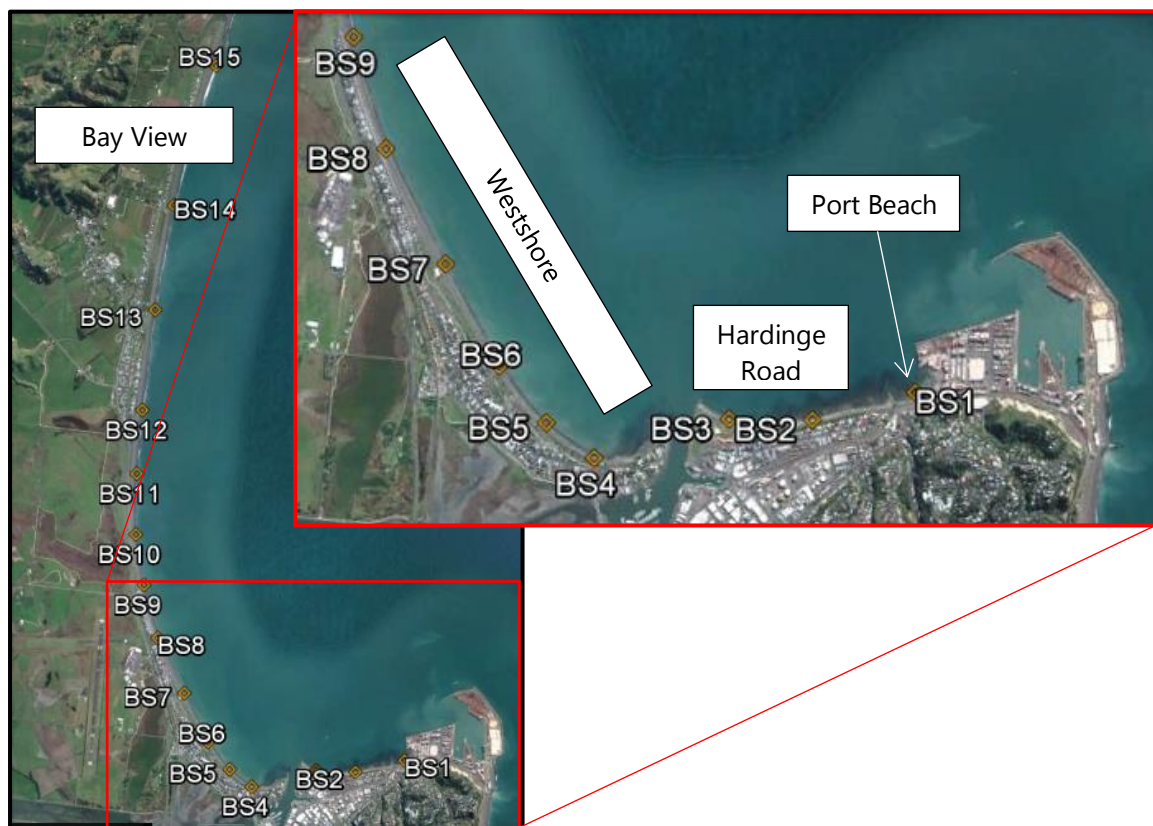 BS15
Bay View
BS14
BS13
BS12
BS11
BS10
BS9
BS8
BS7
BS6
BS5
BS4
BS2
BS1
BS9
BS8
Westshore
Port Beach
BS7
Hardinge
Road
BS6
BS5
BS4
BS3
BS2
BS1